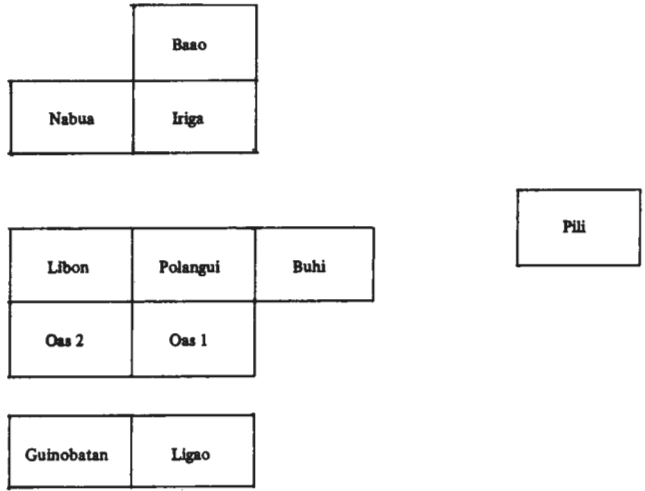 Baao
Nabua
Iriga
Pili
Libon
Polangui
Buhi
Oas 2
Oas 1
Guinobatan
Ligao